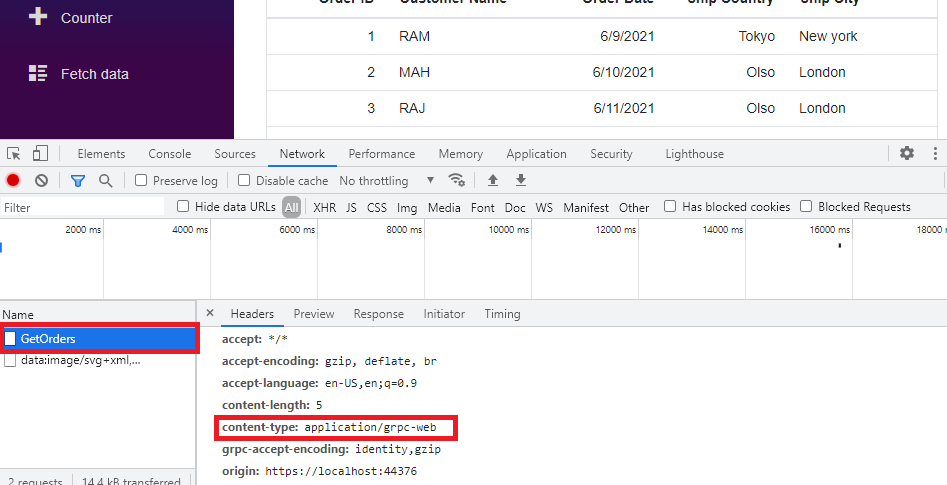 Order ID Customer Name Order Date Ship Country Ship City
Counter
1 RAM 6/9/2021 Tokyo New york
Fetch data
2 MAH 6/10/2021 Olso London
3 RAJ 6/11/2021 Olso London
Elements Console Sources Network Performance Memory Application Security Lighthouse
Preserve log Disable cache No throttling
Filter Hide data URLs All XHR JS CSS Img Media Font Doc WS Manifest Other Has blocked cookies Blocked Requests
2000 ms 4000 ms 6000 ms 8000 ms 10000 ms 12000 ms 14000 ms 16000 ms 18000
Name
× Headers Preview Response Initiator Timing
GetOrders
accept: */*
data:image/svg+xml,...
accept-encoding: gzip, deflate, br
accept-language: en-US,en;q=0.9
content-length: 5
content-type: application/grpc-web
grpc-accept-encoding: identity,gzip
origin: https://localhost:44376
2 requests 14.4 kB transferred